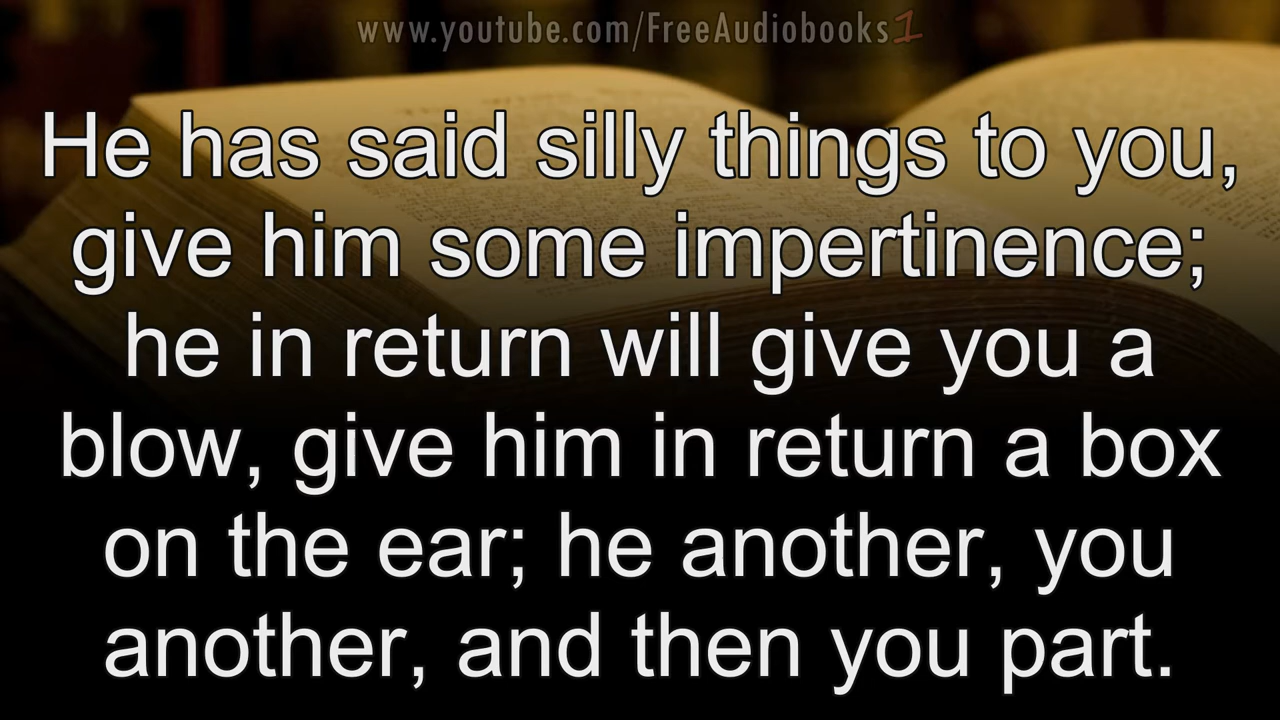 www.youtube.com/FreeAudiobooks1
He has said silly things to you,
give him some impertinence;
he in return will give you a
blow, give him in return a box
on the ear; he another, you
another, and then you part.